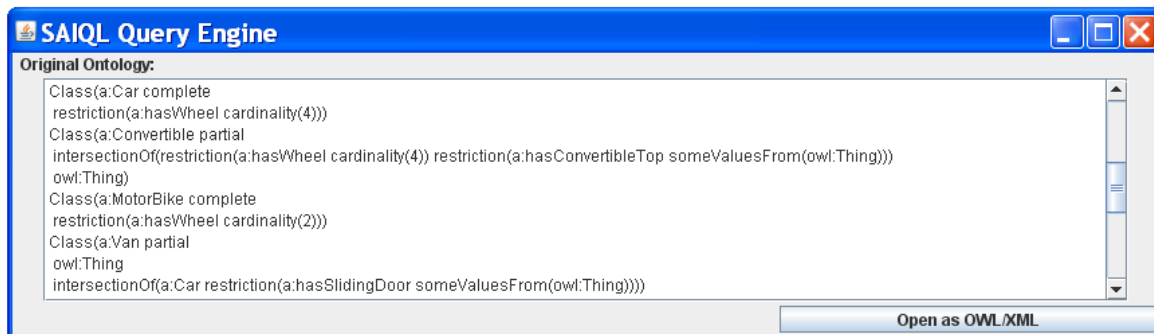 SAIQL Query Engine
Original Ontology:
Class(a:Car complete
restriction(a:hasWheel cardinality(4)))
Class(a:Convertible partial
intersectionOf(restriction(a:hasWheel cardinality(4)) restriction(a:hasConvertibleTop someValuesFrom(owl:Thing)))
owl:Thing)
Class(a:MotorBike complete
restriction(a:hasWheel cardinality(2)))
Class(a:Van partial
owl:Thing
intersectionOf(a:Car restriction(a:hasSlidingDoor someValuesFrom(owl:Thing))))
Open as OWL/XML